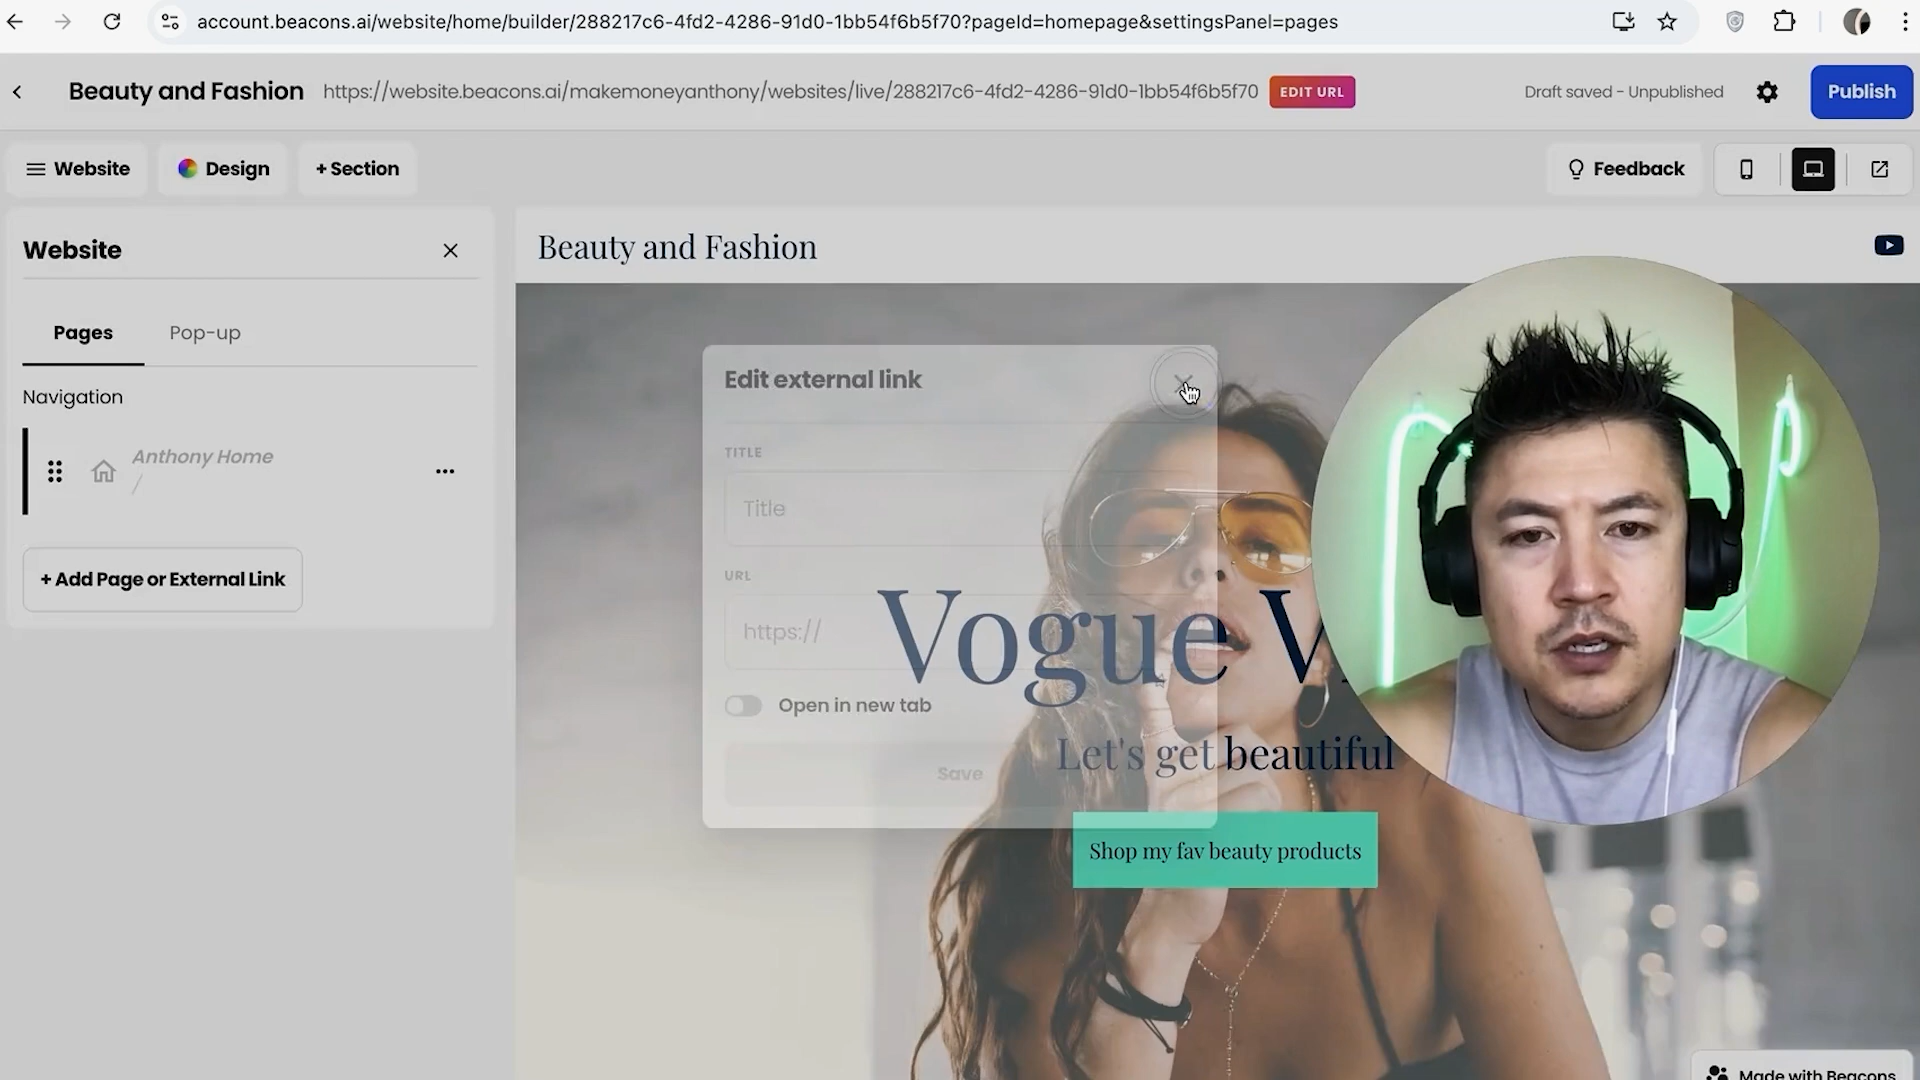 account.beacons.ai/website/home/builder/288217c6-4fd2-4286-91d0-1bb54f6b5f70?pageId=homepage&settingsPanel=pages
Beauty and Fashion
https://website.beacons.ai/makemoneyanthony/websites/live/288217c6-4fd2-4286-91d0-1bb54f6b5f70
EDIT URL
Draft saved - Unpublished
Publish
Website
Design
+ Section
Feedback
Website
Pages
Pop-up
Navigation
Anthony Home
/
+ Add Page or External Link
Beauty and Fashion
Edit external link
TITLE
Title
URL
https://
Open in new tab
Save
Vogue
Let's get beautiful
Shop my fav beauty products
Made with Beacons